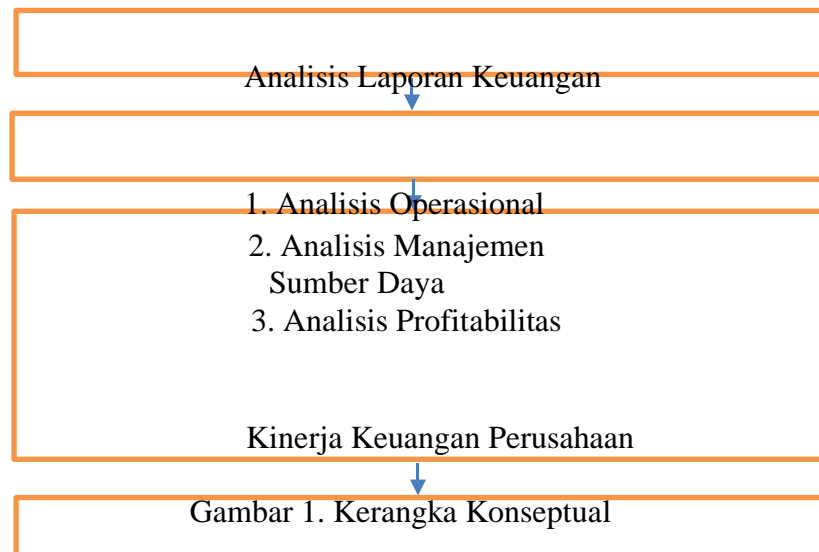 Analisis Laporan Keuangan
1. Analisis Operasional
2. Analisis Manajemen
Sumber Daya
3. Analisis Profitabilitas
Kinerja Keuangan Perusahaan
Gambar 1. Kerangka Konseptual